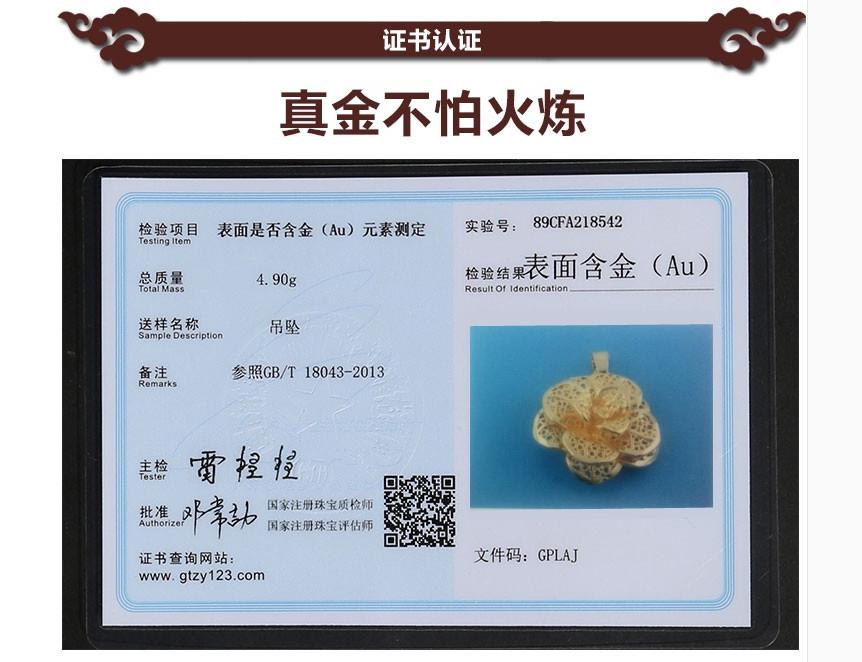 证书认证
真金不怕火炼
检验项目 表面是否含金（Au）元素测定
Testing Item
总质量 4.90g
Total Mass
送样名称 吊坠
Sample Description
备注 参照GB/T 18043-2013
Remarks
主检
Tester
批准 邓常劼 国家注册珠宝质检师
Authorizer 国家注册珠宝评估师
证书查询网站：
www.gtzy123.com
实验号： 89CFA218542
检验结果 表面含金（Au）
Result Of Identification
文件码： GPLAJ